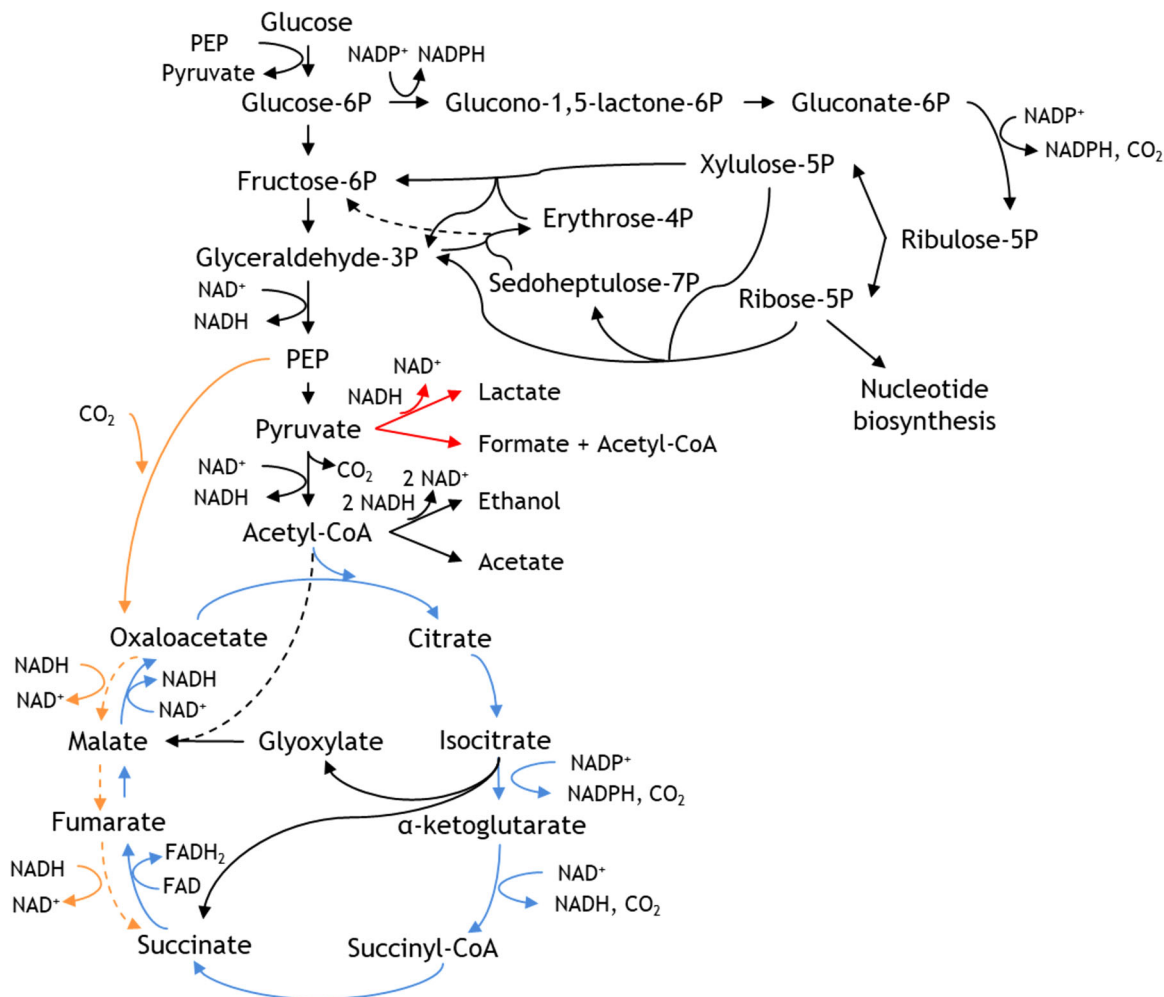 Glucose
PEP
Pyruvate
NADP⁺ NADPH
Glucose-6P
Glucono-1,5-lactone-6P
Gluconate-6P
NADP⁺
NADPH, CO₂
Xylulose-5P
Fructose-6P
Erythrose-4P
Ribulose-5P
Glyceraldehyde-3P
Sedoheptulose-7P
Ribose-5P
NAD⁺
NADH
PEP
NAD⁺
NADH
Lactate
Nucleotide
biosynthesis
CO₂
Pyruvate
Formate + Acetyl-CoA
NAD⁺
NADH
CO₂
2 NAD⁺
2 NADH
Ethanol
Acetyl-CoA
Acetate
Oxaloacetate
Citrate
NADH
NAD⁺
NADH
NAD⁺
Malate
Glyoxylate
Isocitrate
NADP⁺
NADPH, CO₂
Fumarate
α-ketoglutarate
NADH
NAD⁺
FADH₂
FAD
NAD⁺
NADH, CO₂
Succinate
Succinyl-CoA